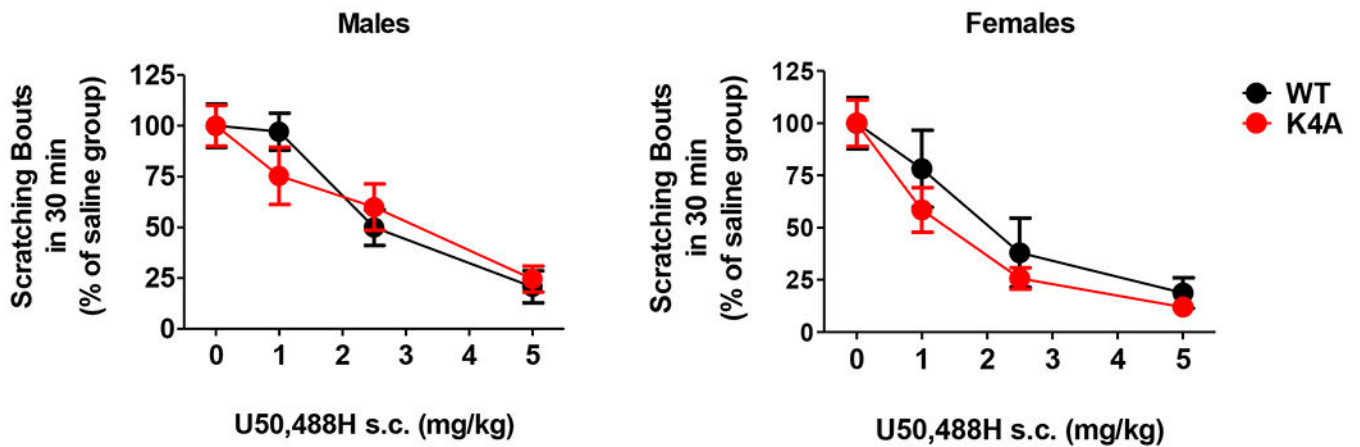 Males
Scratching Bouts
in 30 min
(% of saline group)
125
100
75
50
25
0
0 1 2 3 4 5
U50,488H s.c. (mg/kg)
Females
Scratching Bouts
in 30 min
(% of saline group)
125
100
75
50
25
0
0 1 2 3 4 5
U50,488H s.c. (mg/kg)
WT
K4A